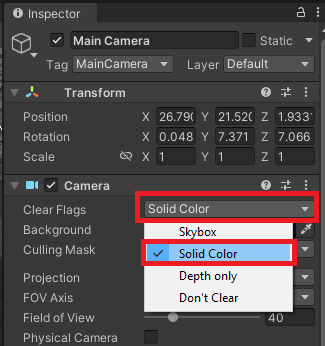 Inspector
Main Camera
Static
Tag MainCamera Layer Default
Transform
Position X 26.790 Y 21.520 Z 1.933
Rotation X 0.048 Y 7.371 Z 7.066
Scale X 1 Y 1 Z 1
Camera
Clear Flags Solid Color
Background Skybox
Culling Mask Solid Color
Depth only
Projection
FOV Axis Don't Clear
Field of View 40
Physical Camera